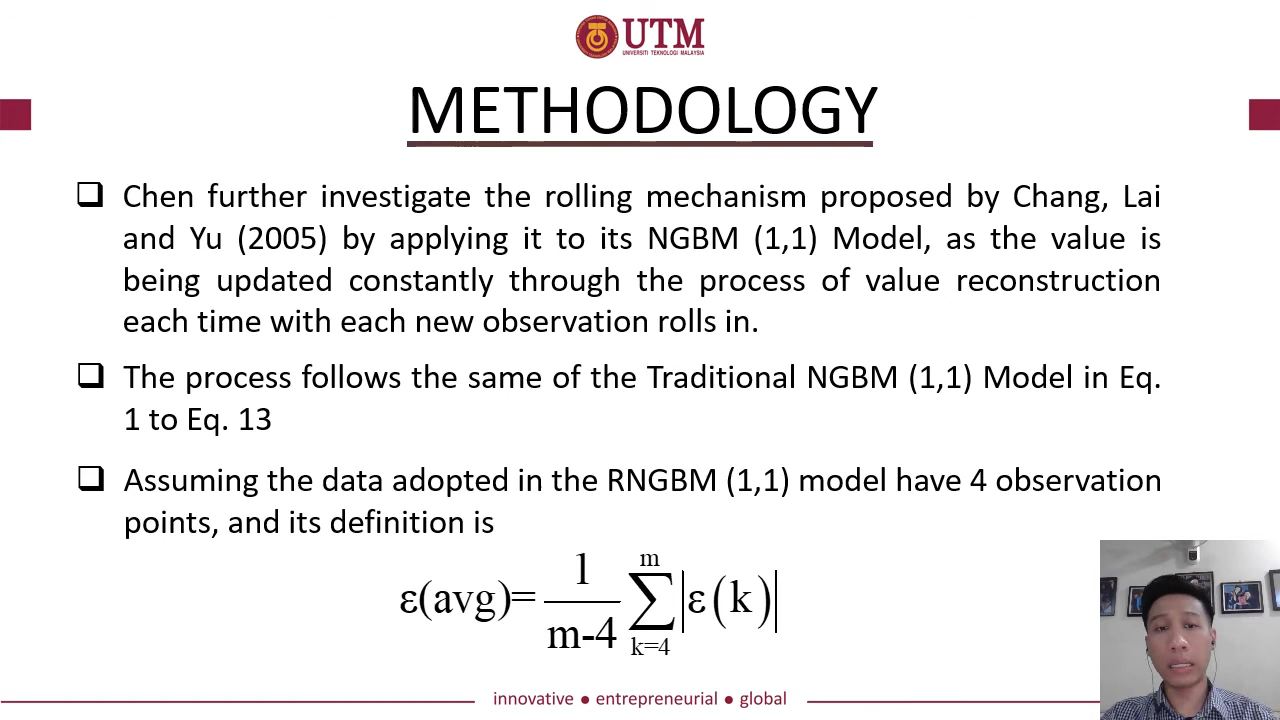 UTM
UNIVERSITI TEKNOLOGI MALAYSIA
METHODOLOGY
❑ Chen further investigate the rolling mechanism proposed by Chang, Lai
and Yu (2005) by applying it to its NGBM (1,1) Model, as the value is
being updated constantly through the process of value reconstruction
each time with each new observation rolls in.
❑ The process follows the same of the Traditional NGBM (1,1) Model in Eq.
1 to Eq. 13
❑ Assuming the data adopted in the RNGBM (1,1) model have 4 observation
points, and its definition is
ε(avg)= 1/(m-4) ∑_{k=4}^{m} |ε(k)|
innovative ● entrepreneurial ● global